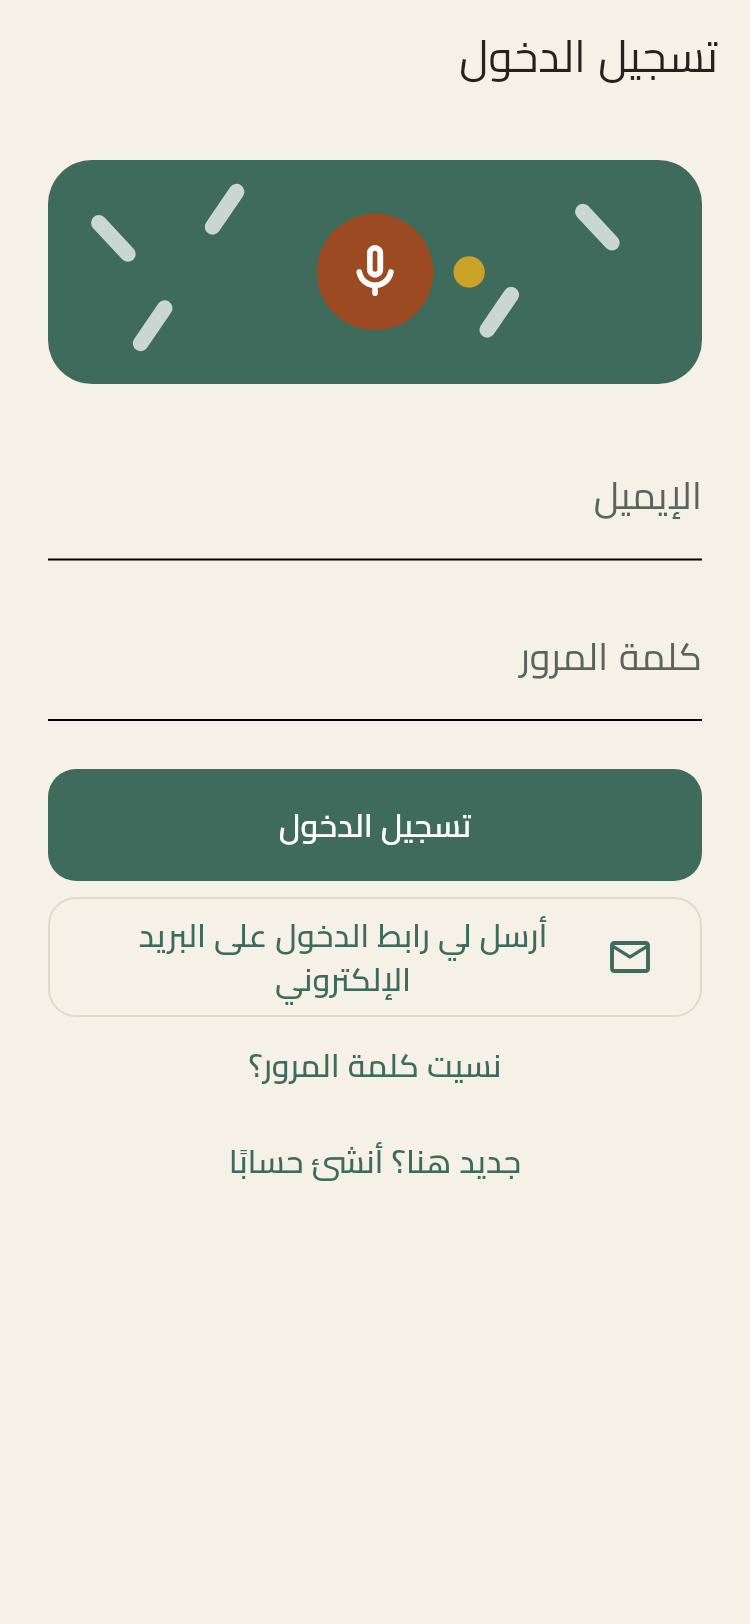 تسجيل الدخول
الإيميل
كلمة المرور
تسجيل الدخول
أرسل لي رابط الدخول على البريد
الإلكتروني
نسيت كلمة المرور؟
جديد هنا؟ أنشئ حسابًا